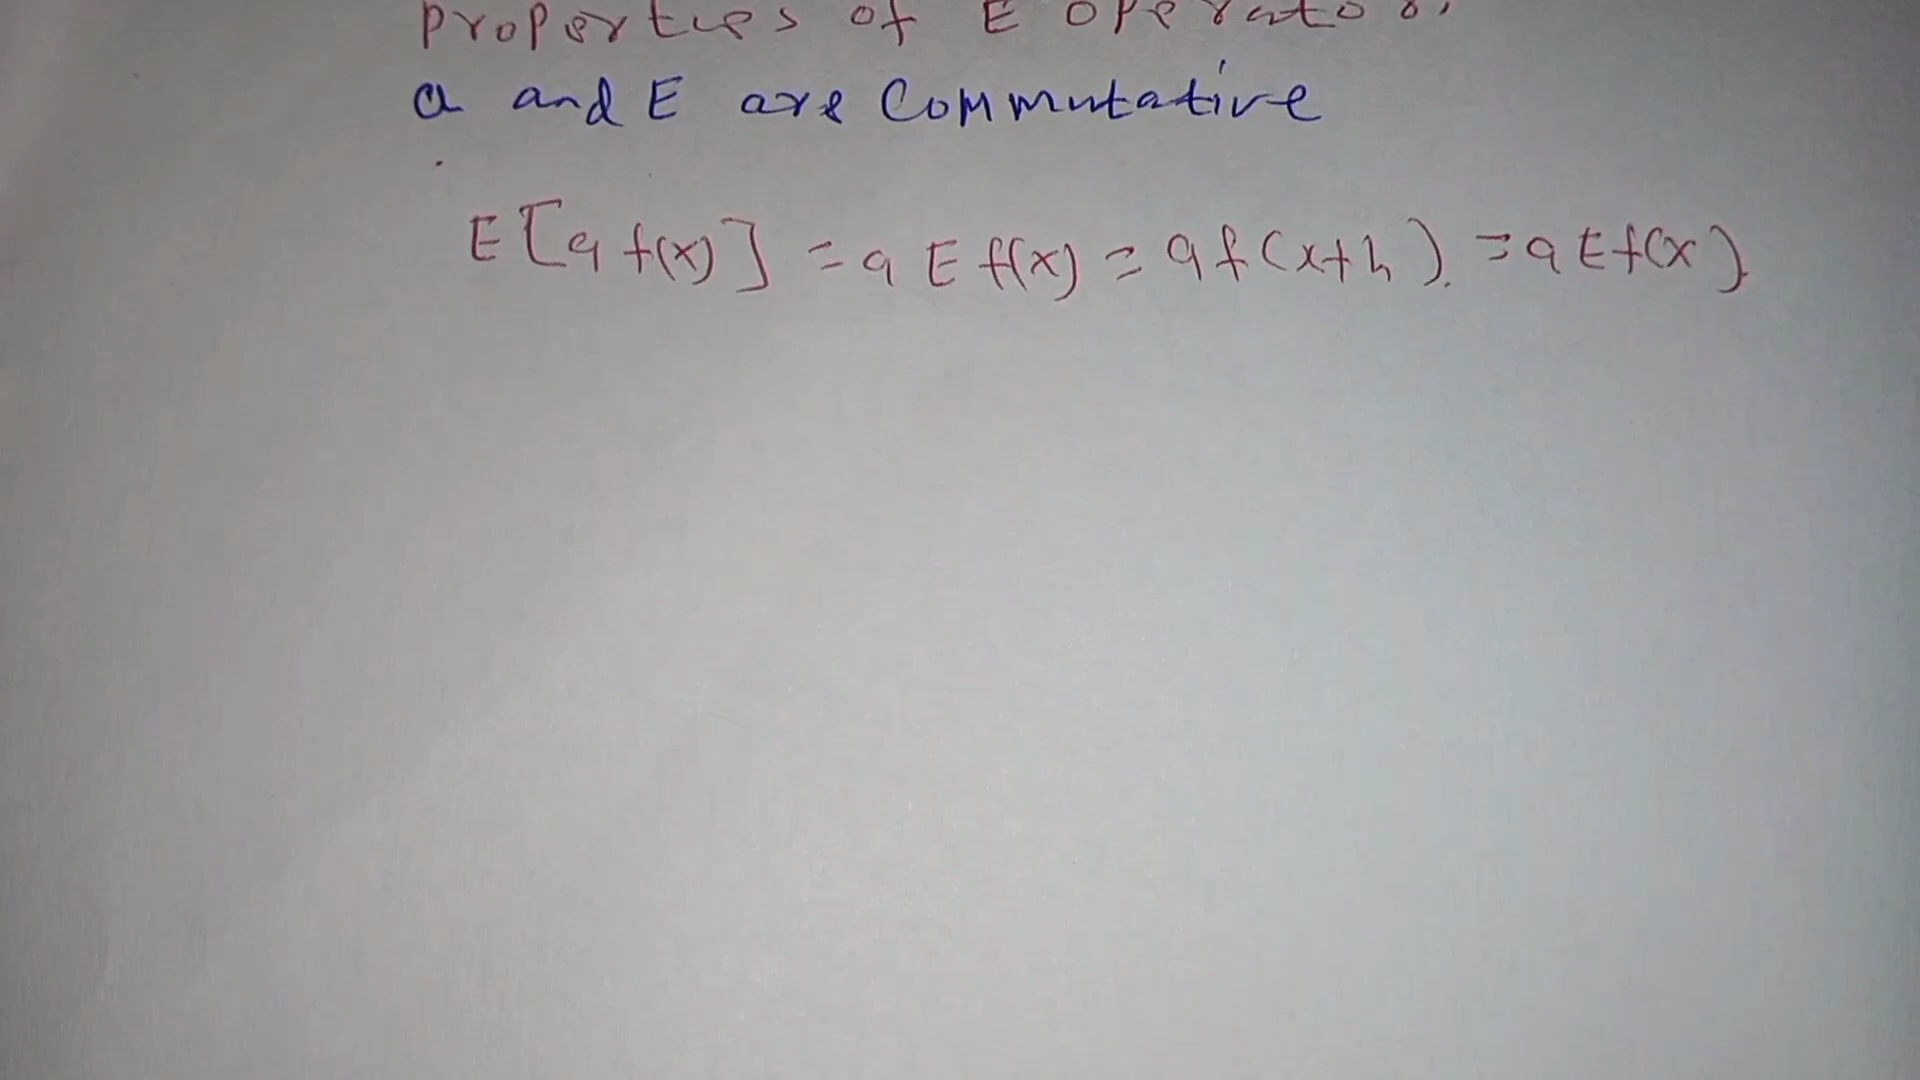 Properties of E operator.
a and E are Commutative
E[a f(x)] = a E f(x) = a f(x+h). = a E f(x).